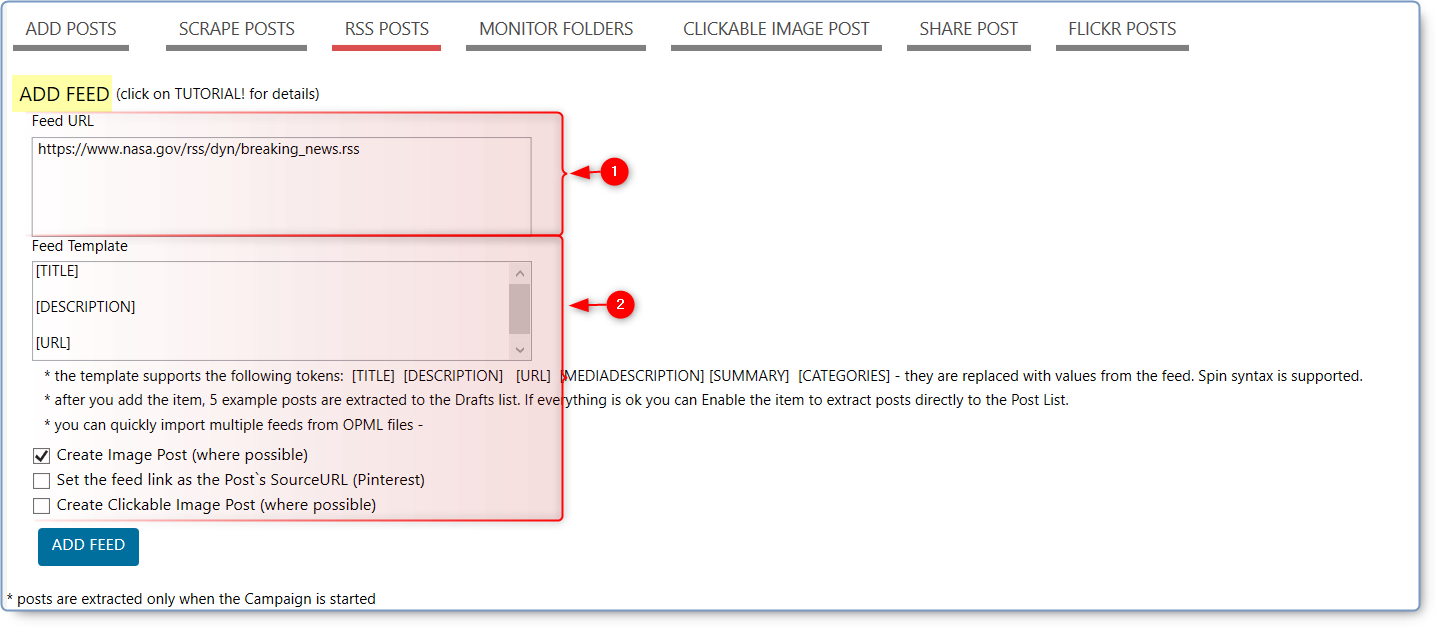 ADD POSTS SCRAPE POSTS RSS POSTS MONITOR FOLDERS CLICKABLE IMAGE POST SHARE POST FLICKR POSTS
ADD FEED (click on TUTORIAL! for details)
Feed URL
https://www.nasa.gov/rss/dyn/breaking_news.rss
1
Feed Template
[TITLE]
[DESCRIPTION]
2
[URL]
* the template supports the following tokens: [TITLE] [DESCRIPTION] [URL] [MEDIADESCRIPTION] [SUMMARY] [CATEGORIES] - they are replaced with values from the feed. Spin syntax is supported.
* after you add the item, 5 example posts are extracted to the Drafts list. If everything is ok you can Enable the item to extract posts directly to the Post List.
* you can quickly import multiple feeds from OPML files -
Create Image Post (where possible)
Set the feed link as the Post`s SourceURL (Pinterest)
Create Clickable Image Post (where possible)
ADD FEED
* posts are extracted only when the Campaign is started